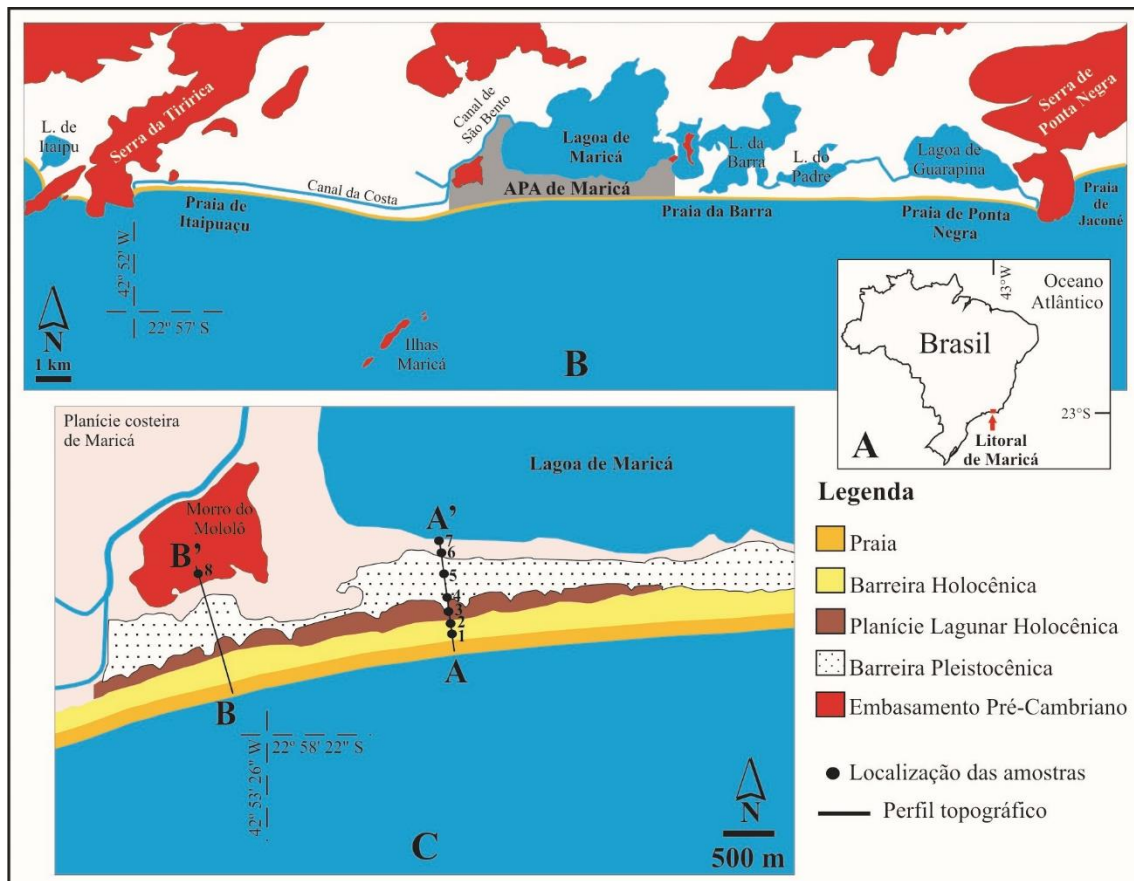 L. de
Itaipu
Serra da Tiririca
Canal de
São Bento
Lagoa de
Maricá
L. da
Barra
L. do
Padre
Lagoa de
Guarapina
Serra de
Ponta Negra
Canal da Costa
APA de Maricá
Praia de
Itaipuaçu
Praia da Barra
Praia de Ponta
Negra
Praia
de
Jaconé
42º 52' W
22º 57' S
N
1 km
Ilhas
Maricá
B
43°W
Oceano
Atlântico
Brasil
23°S
A
Litoral
de Maricá
Planície costeira
de Maricá
Lagoa de Maricá
Morro do
Mololô
B'
8
A'
7
6
5
4
3
2
1
A
B
22º 58' 22" S
42º 53' 26" W
C
N
500 m
Legenda
Praia
Barreira Holocênica
Planície Lagunar Holocênica
Barreira Pleistocênica
Embasamento Pré-Cambriano
Localização das amostras
Perfil topográfico